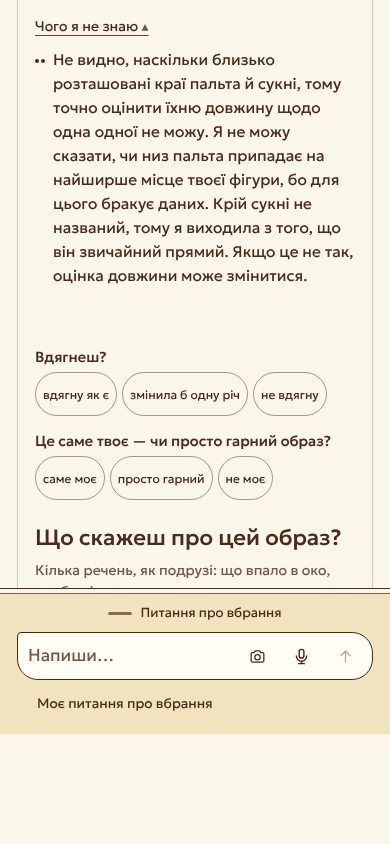 Чого я не знаю ▲
•• Не видно, наскільки близько
розташовані краї пальта й сукні, тому
точно оцінити їхню довжину щодо
одна одної не можу. Я не можу
сказати, чи низ пальта припадає на
найширше місце твоєї фігури, бо для
цього бракує даних. Крій сукні не
названий, тому я виходила з того, що
він звичайний прямий. Якщо це не так,
оцінка довжини може змінитися.
Вдягнеш?
вдягну як є змінила б одну річ не вдягну
Це саме твоє — чи просто гарний образ?
саме моє просто гарний не моє
Що скажеш про цей образ?
Кілька речень, як подрузі: що впало в око,
Питання про вбрання
Напиши...
Моє питання про вбрання